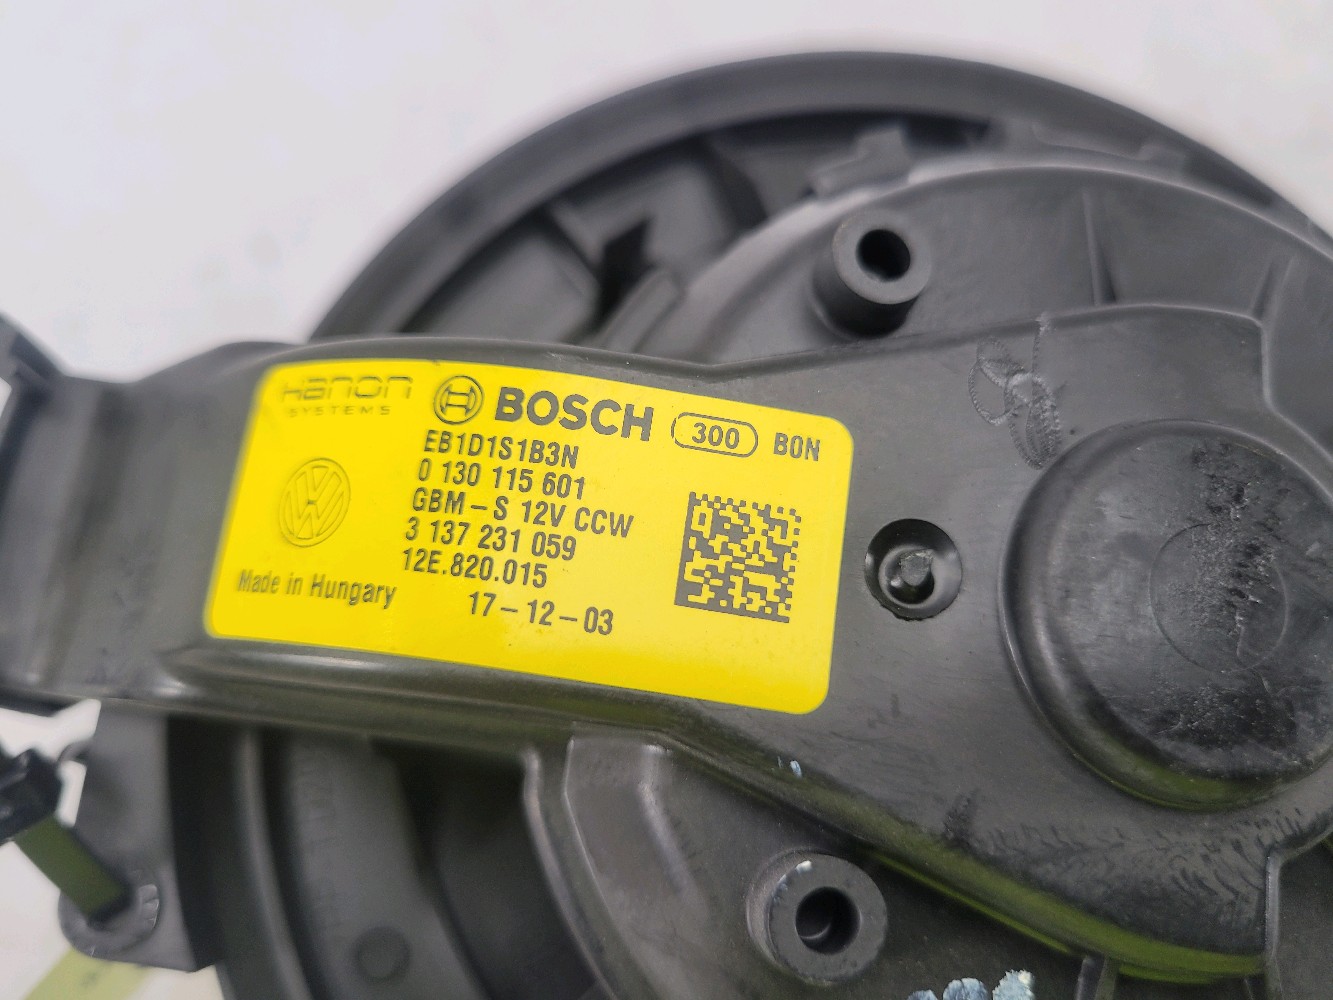 Hanon
SYSTEMS
BOSCH 300 B0N
EB1D1S1B3N
0 130 115 601
GBM-S 12V CCW
3 137 231 059
12E.820.015
Made in Hungary
17-12-03